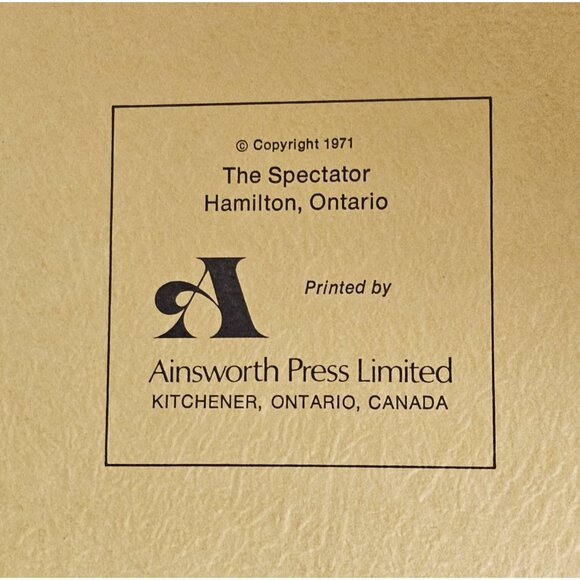 © Copyright 1971
The Spectator
Hamilton, Ontario
A
Printed by
Ainsworth Press Limited
KITCHENER, ONTARIO, CANADA